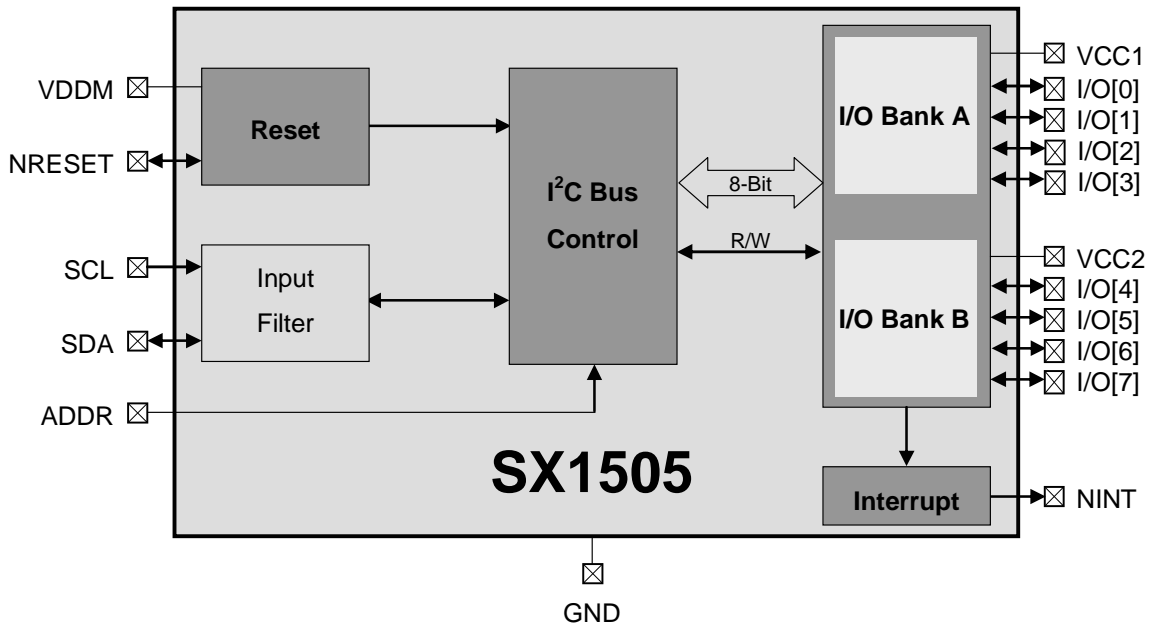 VDDM
NRESET
SCL
SDA
ADDR
Reset
Input
Filter
I²C Bus
Control
8-Bit
R/W
I/O Bank A
I/O Bank B
Interrupt
SX1505
VCC1
I/O[0]
I/O[1]
I/O[2]
I/O[3]
VCC2
I/O[4]
I/O[5]
I/O[6]
I/O[7]
NINT
GND